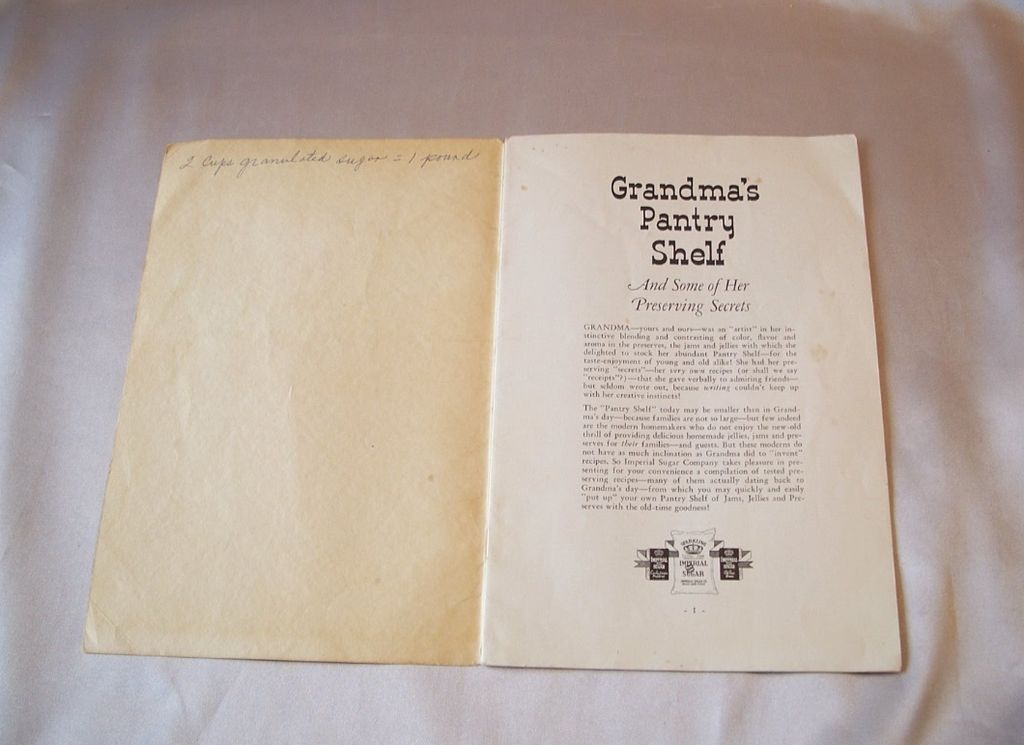 2 Cups granulated sugar = 1 pound
Grandma's
Pantry
Shelf
And Some of Her
Preserving Secrets
GRANDMA—yours and ours—was an "artist" in her in-
stinctive blending and contrasting of color, flavor and
aroma in the preserves, the jams and jellies with which she
delighted to stock her abundant Pantry Shelf—for the
taste-enjoyment of young and old alike! She had her pre-
serving "secrets"—her very own recipes (or shall we say
"receipts"?)—that she gave verbally to admiring friends—
but seldom wrote out, because writing couldn't keep up
with her creative instincts!
The "Pantry Shelf" today may be smaller than in Grand-
ma's day—because families are not so large—but few indeed
are the modern homemakers who do not enjoy the new-old
thrill of providing delicious homemade jellies, jams and pre-
serves for their families—and guests. But these moderns do
not have as much inclination as Grandma did to "invent"
recipes. So Imperial Sugar Company takes pleasure in pre-
senting for your convenience a compilation of tested pre-
serving recipes—many of them actually dating back to
Grandma's day—from which you may quickly and easily
"put up" your own Pantry Shelf of Jams, Jellies and Pre-
serves with the old-time goodness!
IMPERIAL
SUGAR
- 1 -